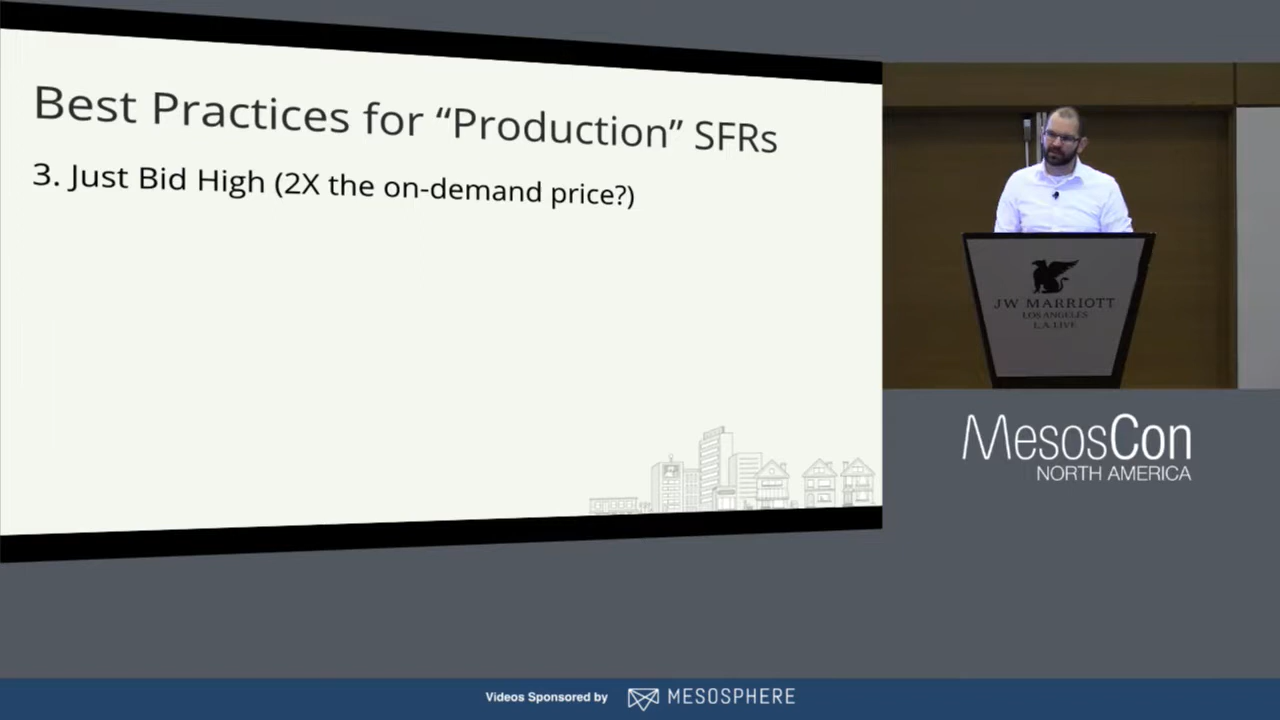 Best Practices for “Production” SFRs
3. Just Bid High (2X the on-demand price?)
JW MARRIOTT
LOS ANGELES
L.A. LIVE
MesosCon
NORTH AMERICA
Videos Sponsored by MESOSPHERE